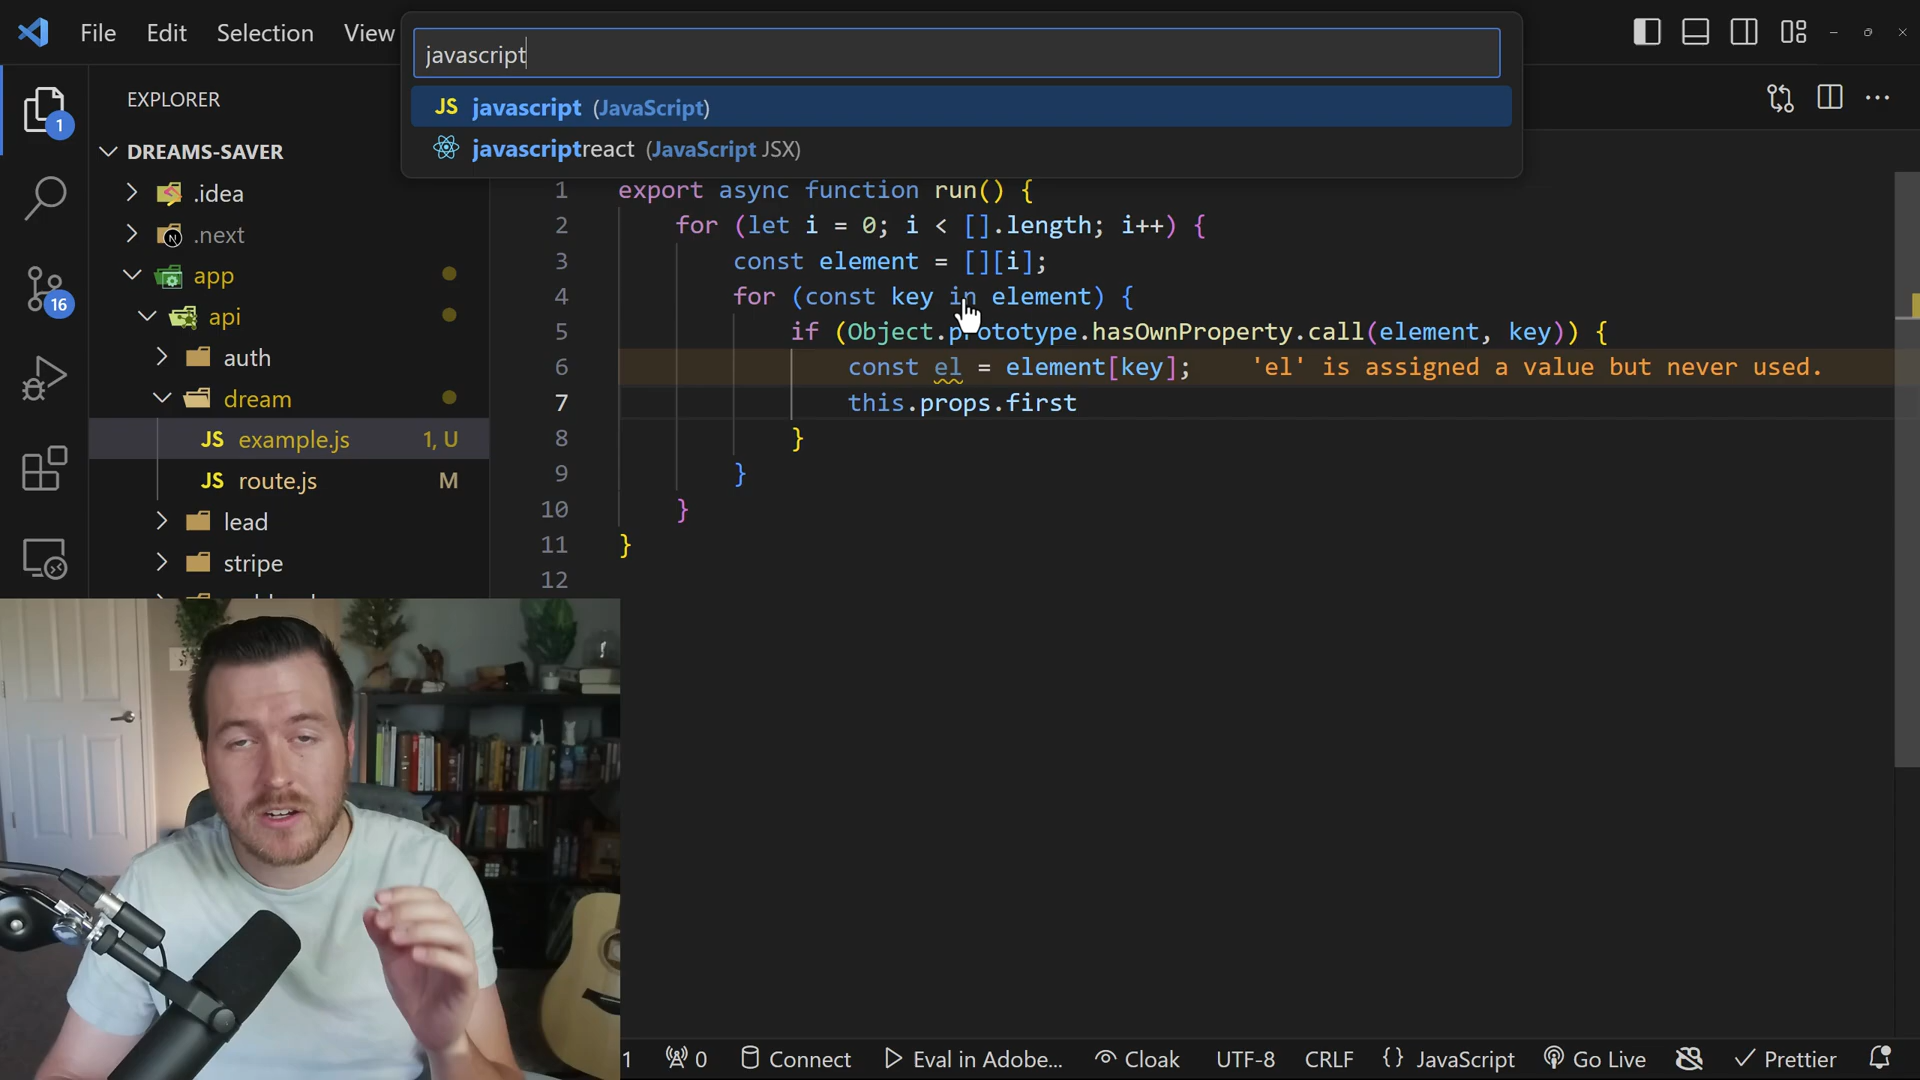 File Edit Selection View
javascript
JS javascript (JavaScript)
javascriptreact (JavaScript JSX)
EXPLORER
1
DREAMS-SAVER
.idea
N .next
app
api
auth
dream
JS example.js 1, U
JS route.js M
lead
stripe
16
1 export async function run() {
2 for (let i = 0; i < [].length; i++) {
3 const element = [][i];
4 for (const key in element) {
5 if (Object.prototype.hasOwnProperty.call(element, key)) {
6 const el = element[key]; 'el' is assigned a value but never used.
7 this.props.first
8 }
9 }
10 }
11 }
12
1 0 Connect Eval in Adobe... Cloak UTF-8 CRLF {} JavaScript Go Live Prettier